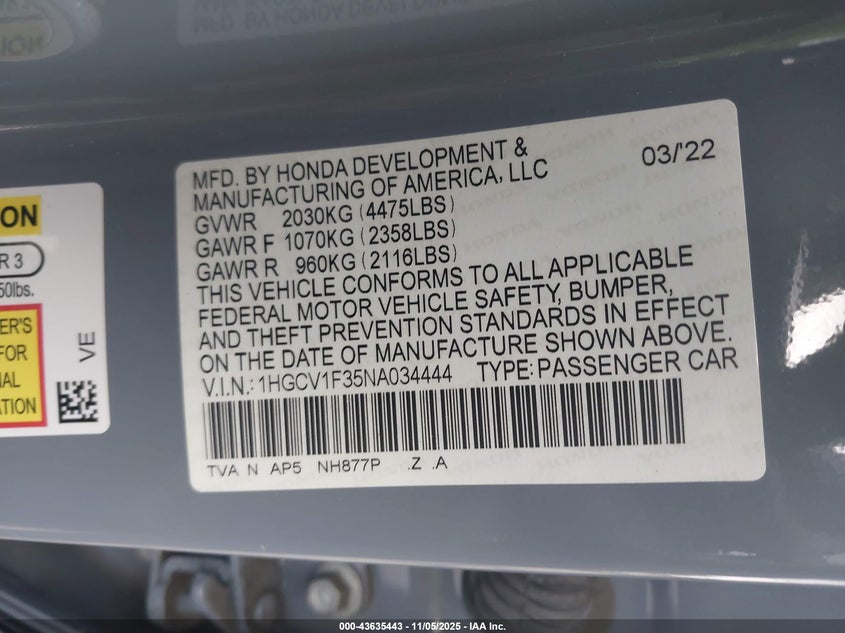 MFD. BY HONDA DEVELOPMENT &
MANUFACTURING OF AMERICA, LLC
03/'22
GVWR 2030KG (4475LBS)
GAWR F 1070KG (2358LBS)
GAWR R 960KG (2116LBS)
THIS VEHICLE CONFORMS TO ALL APPLICABLE
FEDERAL MOTOR VEHICLE SAFETY, BUMPER,
AND THEFT PREVENTION STANDARDS IN EFFECT
ON THE DATE OF MANUFACTURE SHOWN ABOVE.
V.I.N.: 1HGCV1F35NA034444 TYPE: PASSENGER CAR
TVA N AP5 NH877P .Z .A
ON
R 3
50lbs.
ER'S
FOR
NAL
ATION
VE
000-43635443 - 11/05/2025 - IAA Inc.